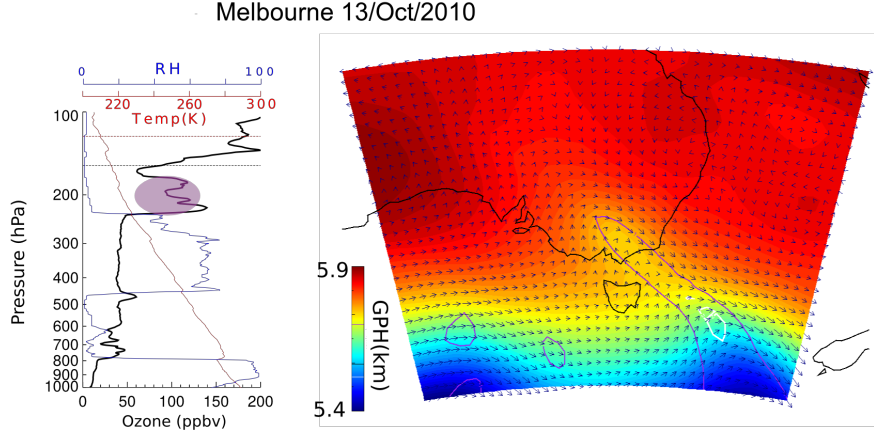 Melbourne 13/Oct/2010
0 RH 100
220 260 300
Temp(K)
100
200
300
400
500
600
700
800
900
1000
Pressure (hPa)
0 50 100 150 200
Ozone (ppbv)
5.9
GPH(km)
5.4